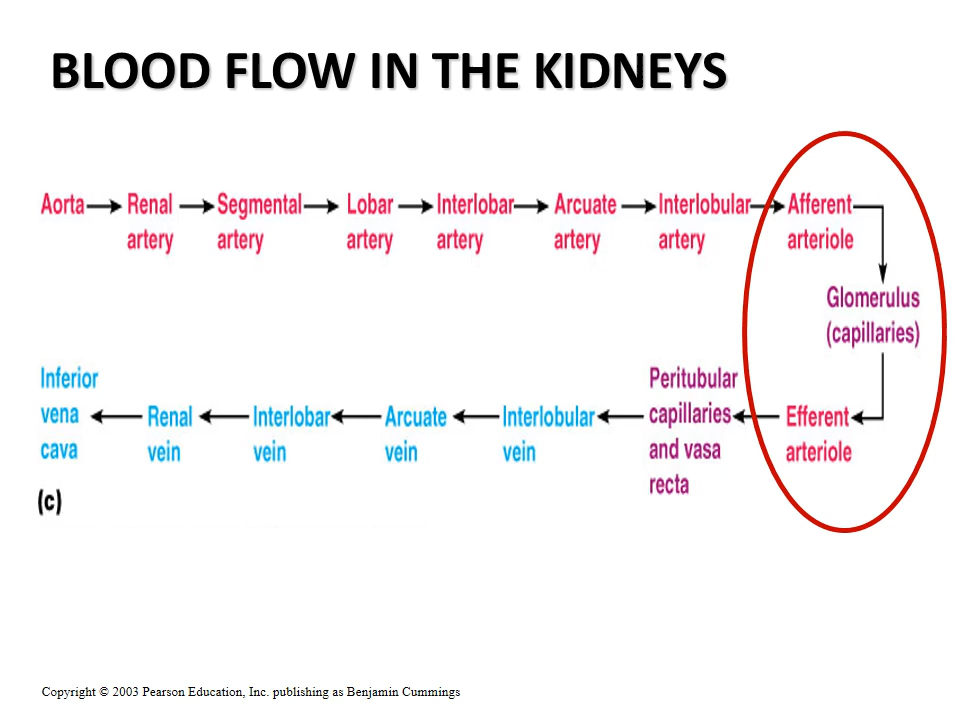 BLOOD FLOW IN THE KIDNEYS
Aorta Renal Segmental Lobar Interlobar Arcuate Interlobular Afferent
artery artery artery artery artery artery arteriole
Glomerulus
(capillaries)
Inferior Peritubular
vena Renal Interlobar Arcuate Interlobular capillaries Efferent
cava vein vein vein vein and vasa arteriole
recta
(c)
Copyright © 2003 Pearson Education, Inc. publishing as Benjamin Cummings